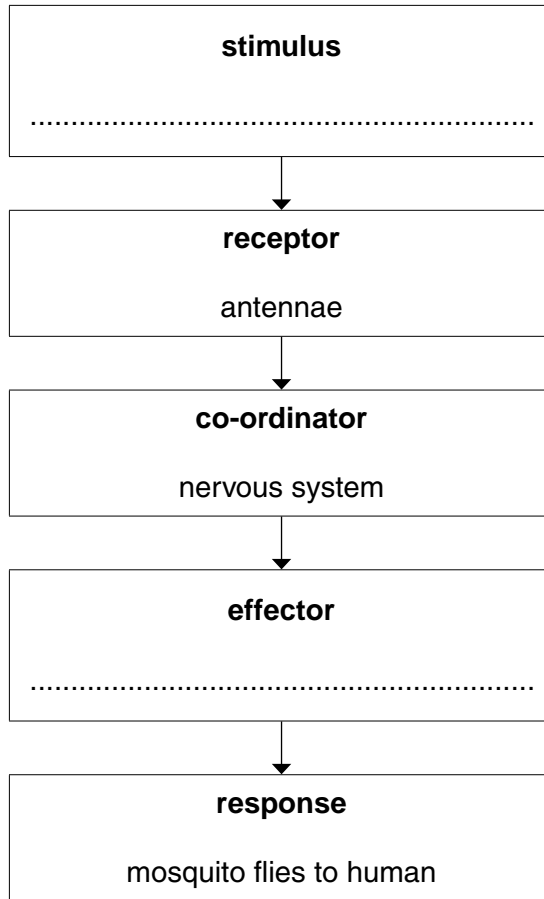 stimulus
..............................................................
receptor
antennae
co-ordinator
nervous system
effector
..............................................................
response
mosquito flies to human